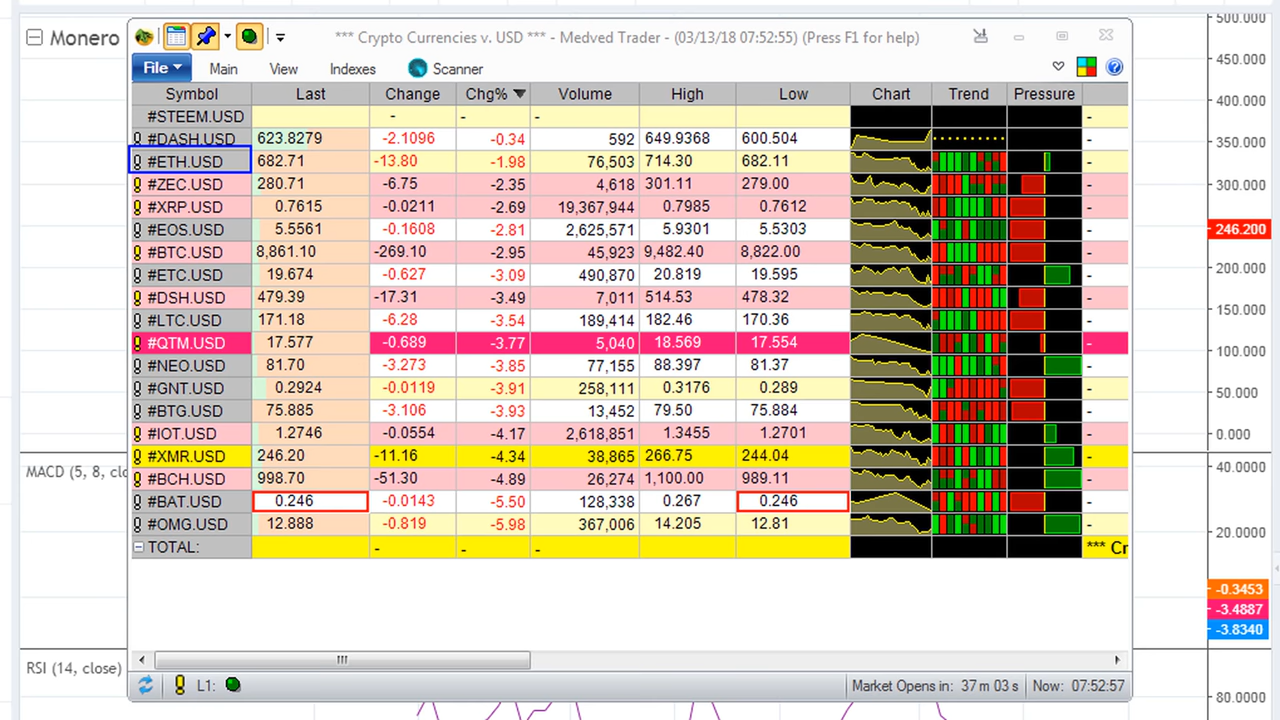 500.000
Monero
*** Crypto Currencies v. USD *** - Medved Trader - (03/13/18 07:52:55) (Press F1 for help)
450.000
File Main View Indexes Scanner
Symbol Last Change Chg% Volume High Low Chart Trend Pressure
400.000
#STEEM.USD - - - -
#DASH.USD 623.8279 -2.1096 -0.34 592 649.9368 600.504 -
350.000
#ETH.USD 682.71 -13.80 -1.98 76,503 714.30 682.11 -
#ZEC.USD 280.71 -6.75 -2.35 4,618 301.11 279.00 -
300.000
#XRP.USD 0.7615 -0.0211 -2.69 19,367,944 0.7985 0.7612 -
#EOS.USD 5.5561 -0.1608 -2.81 2,625,571 5.9301 5.5303 -
246.200
#BTC.USD 8,861.10 -269.10 -2.95 45,923 9,482.40 8,822.00 -
200.000
#ETC.USD 19.674 -0.627 -3.09 490,870 20.819 19.595 -
#DSH.USD 479.39 -17.31 -3.49 7,011 514.53 478.32 -
150.000
#LTC.USD 171.18 -6.28 -3.54 189,414 182.46 170.36 -
#QTM.USD 17.577 -0.689 -3.77 5,040 18.569 17.554 -
100.000
#NEO.USD 81.70 -3.273 -3.85 77,155 88.397 81.37 -
#GNT.USD 0.2924 -0.0119 -3.91 258,111 0.3176 0.289 -
50.000
#BTG.USD 75.885 -3.106 -3.93 13,452 79.50 75.884 -
#IOT.USD 1.2746 -0.0554 -4.17 2,618,851 1.3455 1.2701 -
0.000
#XMR.USD 246.20 -11.16 -4.34 38,865 266.75 244.04 -
MACD (5, 8, clo
40.0000
#BCH.USD 998.70 -51.30 -4.89 26,274 1,100.00 989.11 -
#BAT.USD 0.246 -0.0143 -5.50 128,338 0.267 0.246 -
#OMG.USD 12.888 -0.819 -5.98 367,006 14.205 12.81 -
20.0000
TOTAL: - - - *** Cr
-0.3453
-3.4887
-3.8340
RSI (14, close)
L1: Market Opens in: 37 m 03 s Now: 07:52:57
80.0000